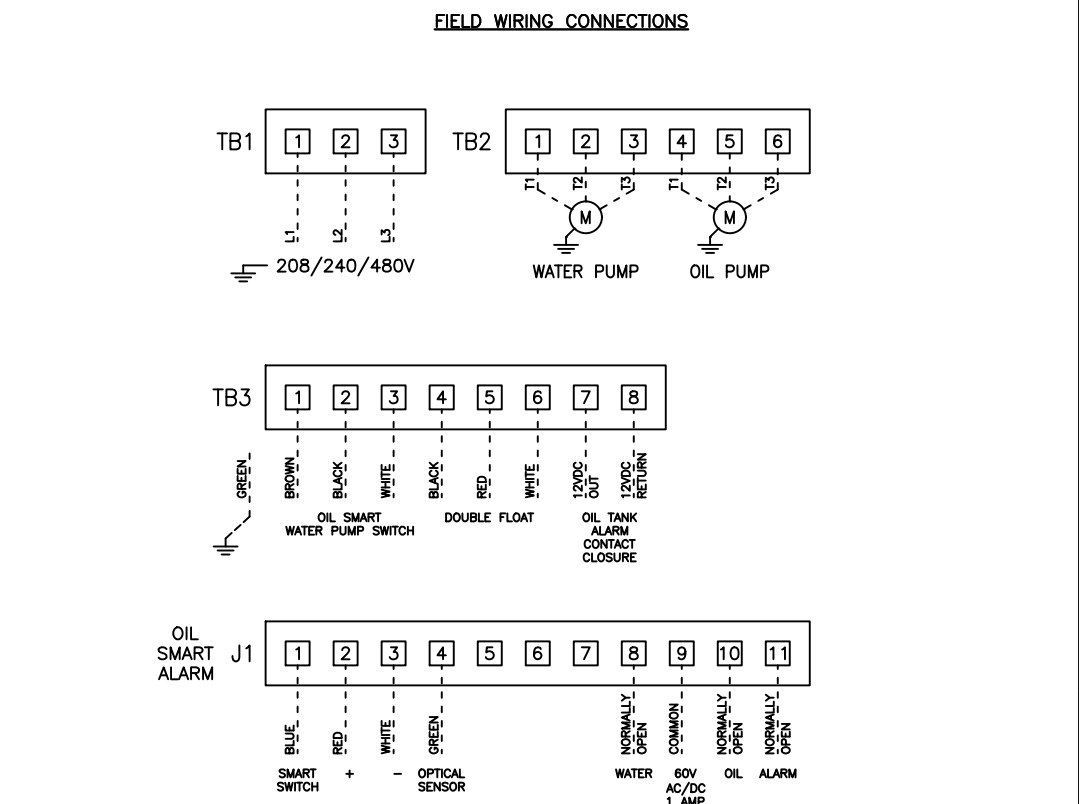 FIELD WIRING CONNECTIONS
TB1 1 2 3
L1 L2 L3
208/240/480V
TB2 1 2 3 4 5 6
T1 T2 T3 T1 T2 T3
M M
WATER PUMP OIL PUMP
TB3 1 2 3 4 5 6 7 8
GREEN BROWN BLACK WHITE BLACK RED WHITE 12VDC OUT 12VDC RETURN
OIL SMART
WATER PUMP SWITCH
DOUBLE FLOAT
OIL TANK
ALARM
CONTACT
CLOSURE
OIL
SMART
ALARM
J1 1 2 3 4 5 6 7 8 9 10 11
BLUE RED WHITE GREEN NORMALLY OPEN COMMON NORMALLY OPEN NORMALLY OPEN
SMART
SWITCH
+
-
OPTICAL
SENSOR
WATER
60V
AC/DC
1 AMP
OIL
ALARM